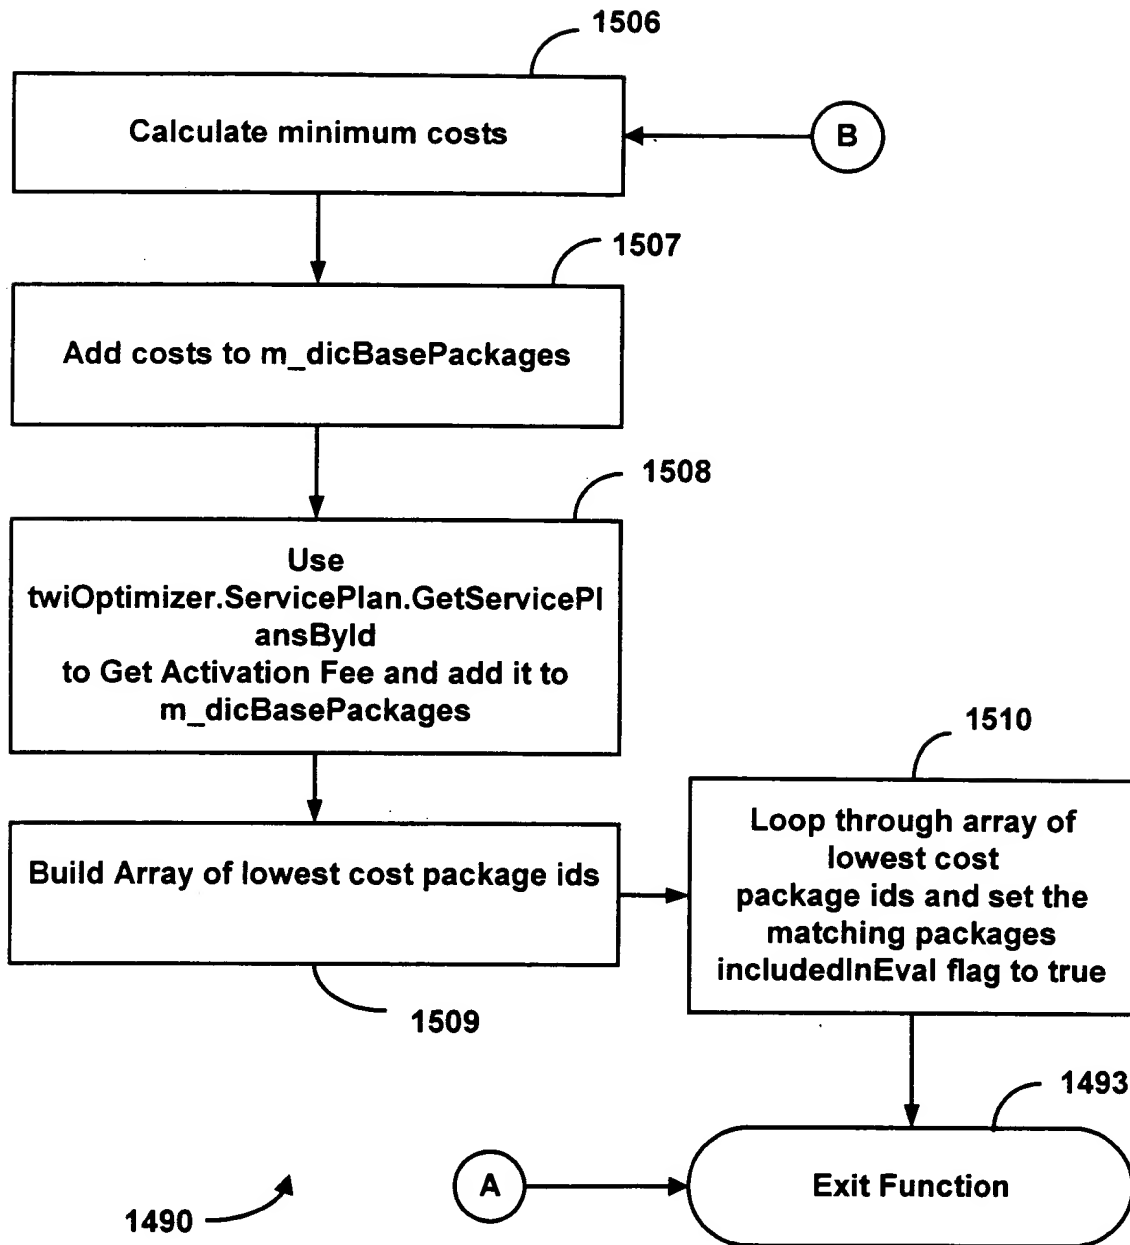 1506
Calculate minimum costs
B
1507
Add costs to m_dicBasePackages
1508
Use
twiOptimizer.ServicePlan.GetServicePl
ansById
to Get Activation Fee and add it to
m_dicBasePackages
1510
Build Array of lowest cost package ids
Loop through array of
lowest cost
package ids and set the
matching packages
includedInEval flag to true
1509
1493
A
Exit Function
1490